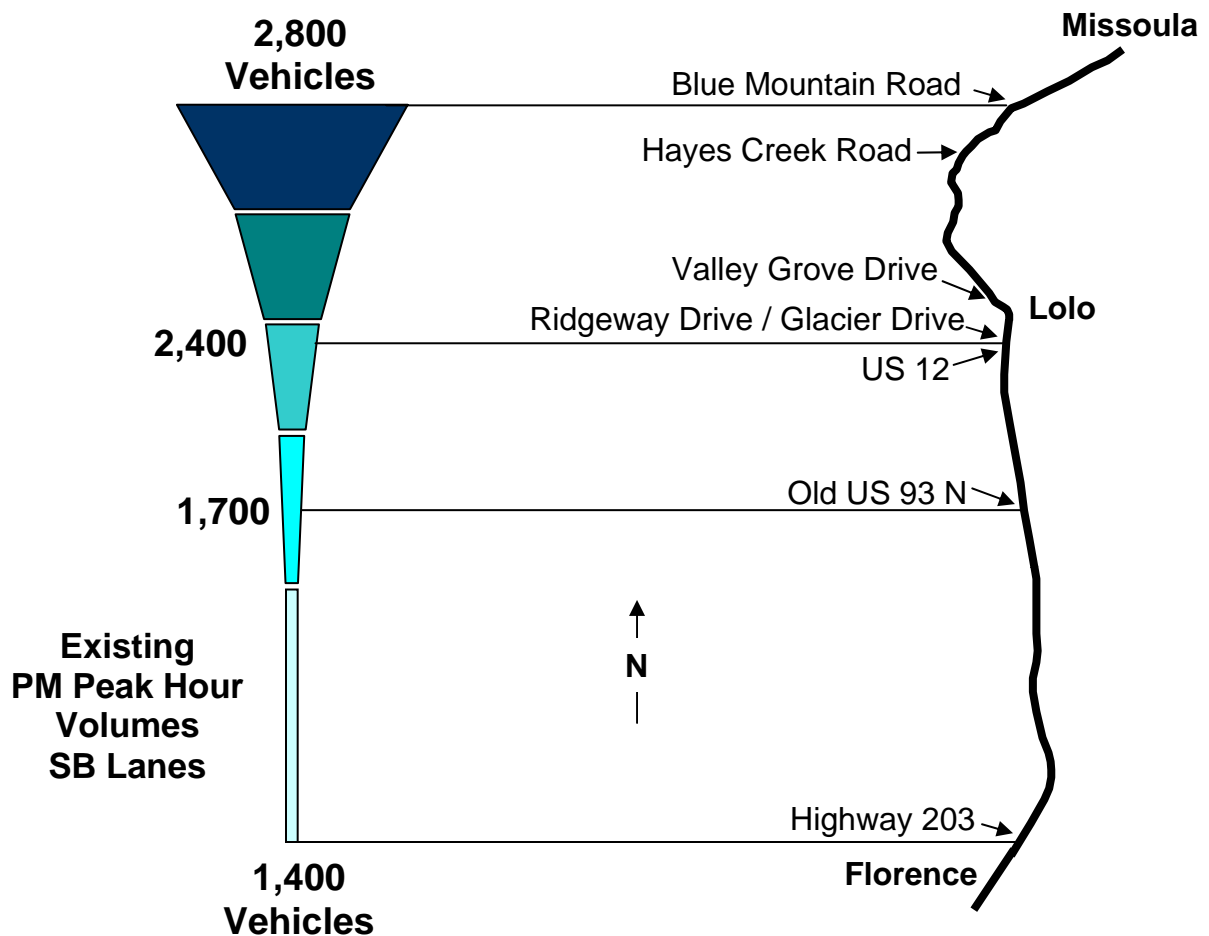 2,800
Vehicles
Missoula
Blue Mountain Road
Hayes Creek Road
Valley Grove Drive
Lolo
Ridgeway Drive / Glacier Drive
2,400
US 12
Old US 93 N
1,700
Existing
PM Peak Hour
Volumes
SB Lanes
N
Highway 203
Florence
1,400
Vehicles